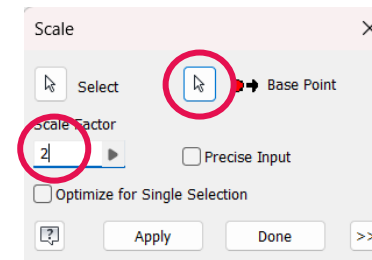 Scale
Select Base Point
Scale Factor
2
Precise Input
Optimize for Single Selection
Apply Done >>